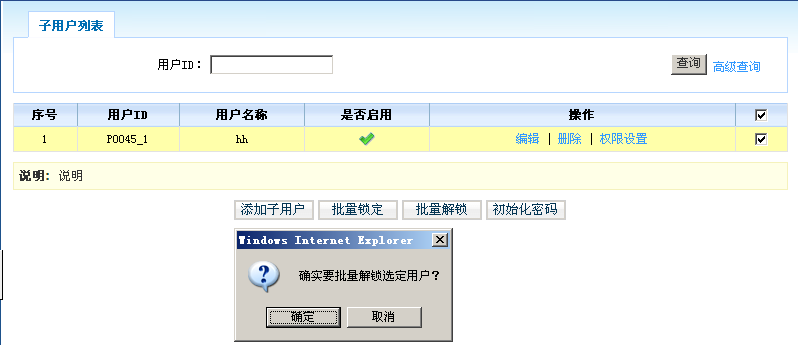 子用户列表
用户ID：
查询 高级查询
序号 用户ID 用户名称 是否启用 操作
1 P0045_1 hh 编辑 | 删除 | 权限设置
说明： 说明
添加子用户 批量锁定 批量解锁 初始化密码
Windows Internet Explorer
确实要批量解锁选定用户？
确定 取消